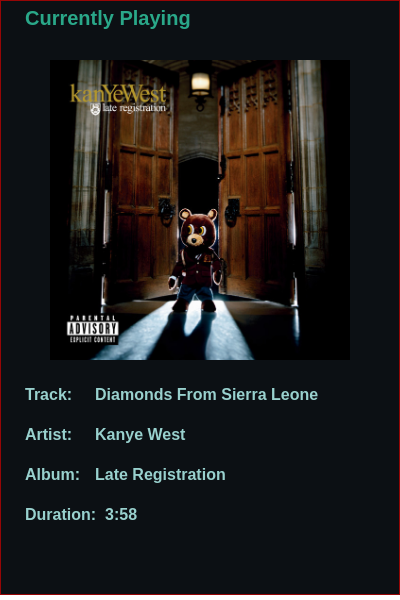 Currently Playing
kanYeWest
late registration
PARENTAL
ADVISORY
EXPLICIT CONTENT
Track: Diamonds From Sierra Leone
Artist: Kanye West
Album: Late Registration
Duration: 3:58